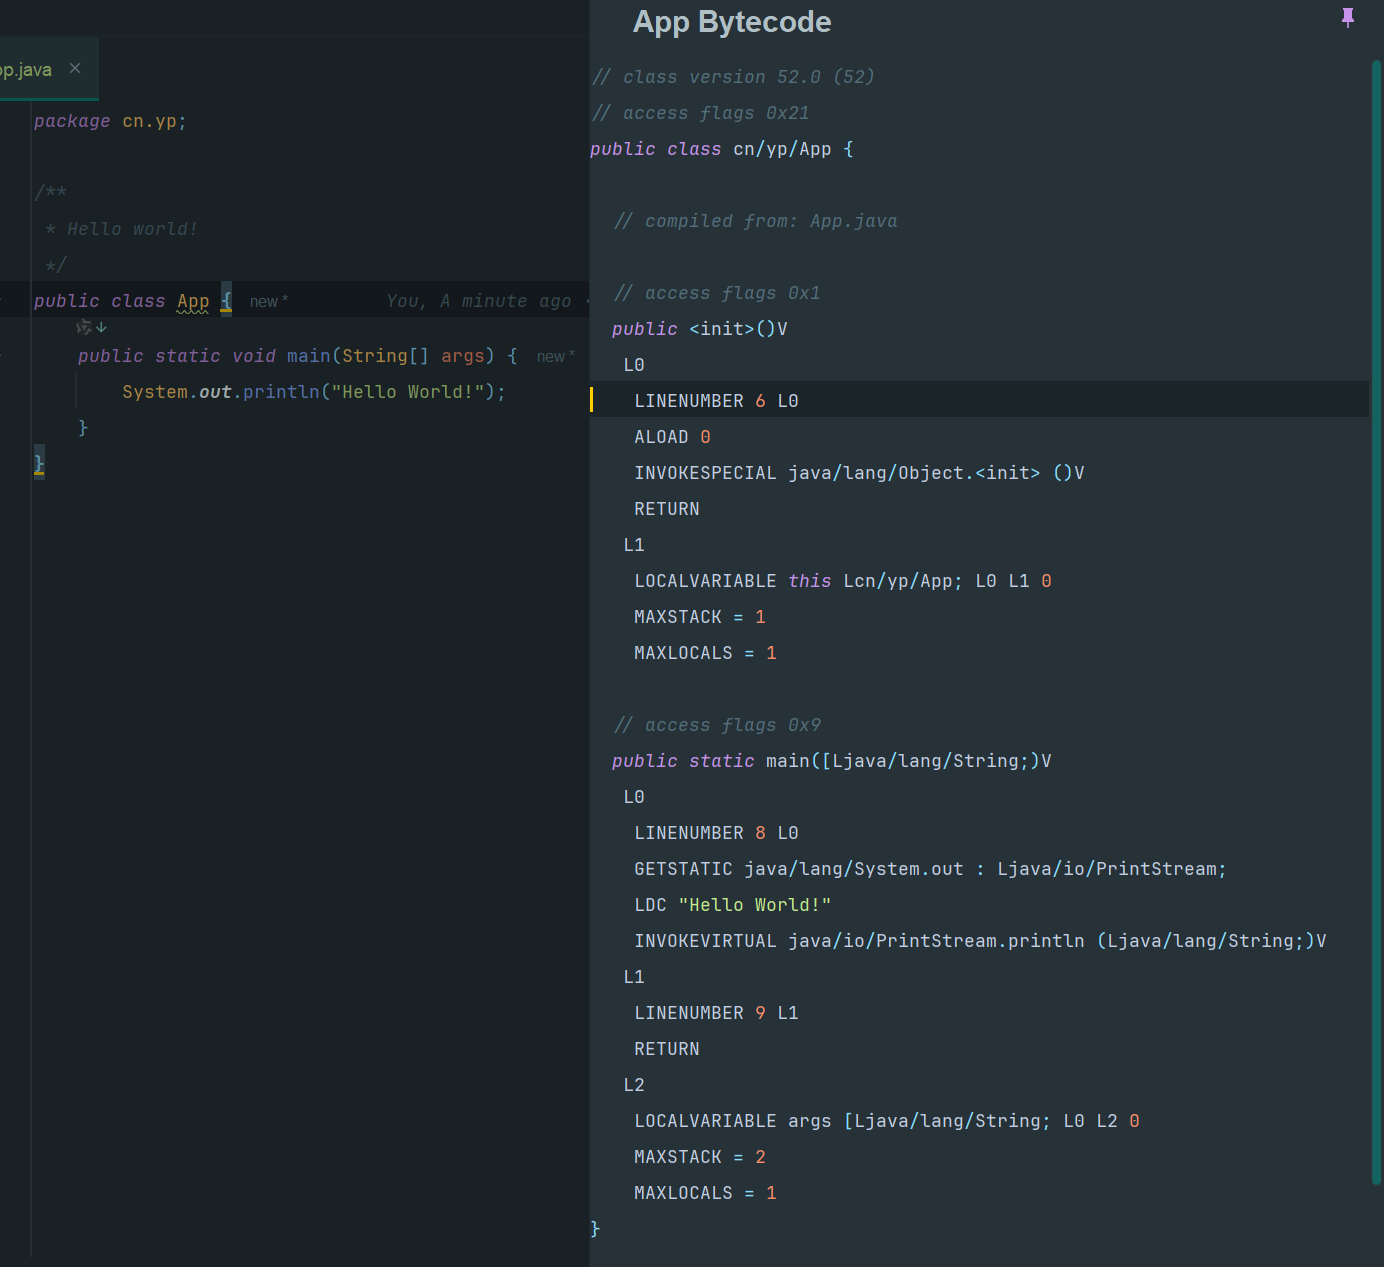 op.java
package cn.yp;
/**
* Hello world!
*/
public class App { new *
You, A minute ago
public static void main(String[] args) { new *
System.out.println("Hello World!");
}
}
App Bytecode
// class version 52.0 (52)
// access flags 0x21
public class cn/yp/App {
// compiled from: App.java
// access flags 0x1
public <init>()V
L0
LINENUMBER 6 L0
ALOAD 0
INVOKESPECIAL java/lang/Object.<init> ()V
RETURN
L1
LOCALVARIABLE this Lcn/yp/App; L0 L1 0
MAXSTACK = 1
MAXLOCALS = 1
// access flags 0x9
public static main([Ljava/lang/String;)V
L0
LINENUMBER 8 L0
GETSTATIC java/lang/System.out : Ljava/io/PrintStream;
LDC "Hello World!"
INVOKEVIRTUAL java/io/PrintStream.println (Ljava/lang/String;)V
L1
LINENUMBER 9 L1
RETURN
L2
LOCALVARIABLE args [Ljava/lang/String; L0 L2 0
MAXSTACK = 2
MAXLOCALS = 1
}